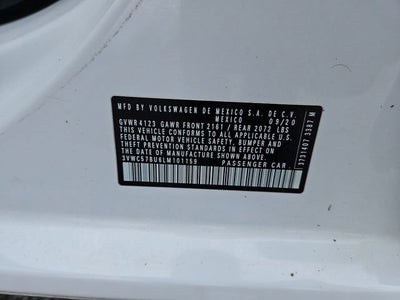 MFD BY VOLKSWAGEN DE MEXICO S.A. DE C.V.
MEXICO 09/20
GVWR 4123 GAWR FRONT 2161 / REAR 2072 LBS
THIS CONFORMS TO ALL APPLICABLE U.S.
FEDERAL MOTOR VEHICLE SAFETY, BUMPER AND
THEFT PREVENTION STANDARDS IN EFFECT ON
THE DATE OF MANUFACTURE SHOWN ABOVE
3VWC57BU6LM101159 PASSENGER CAR